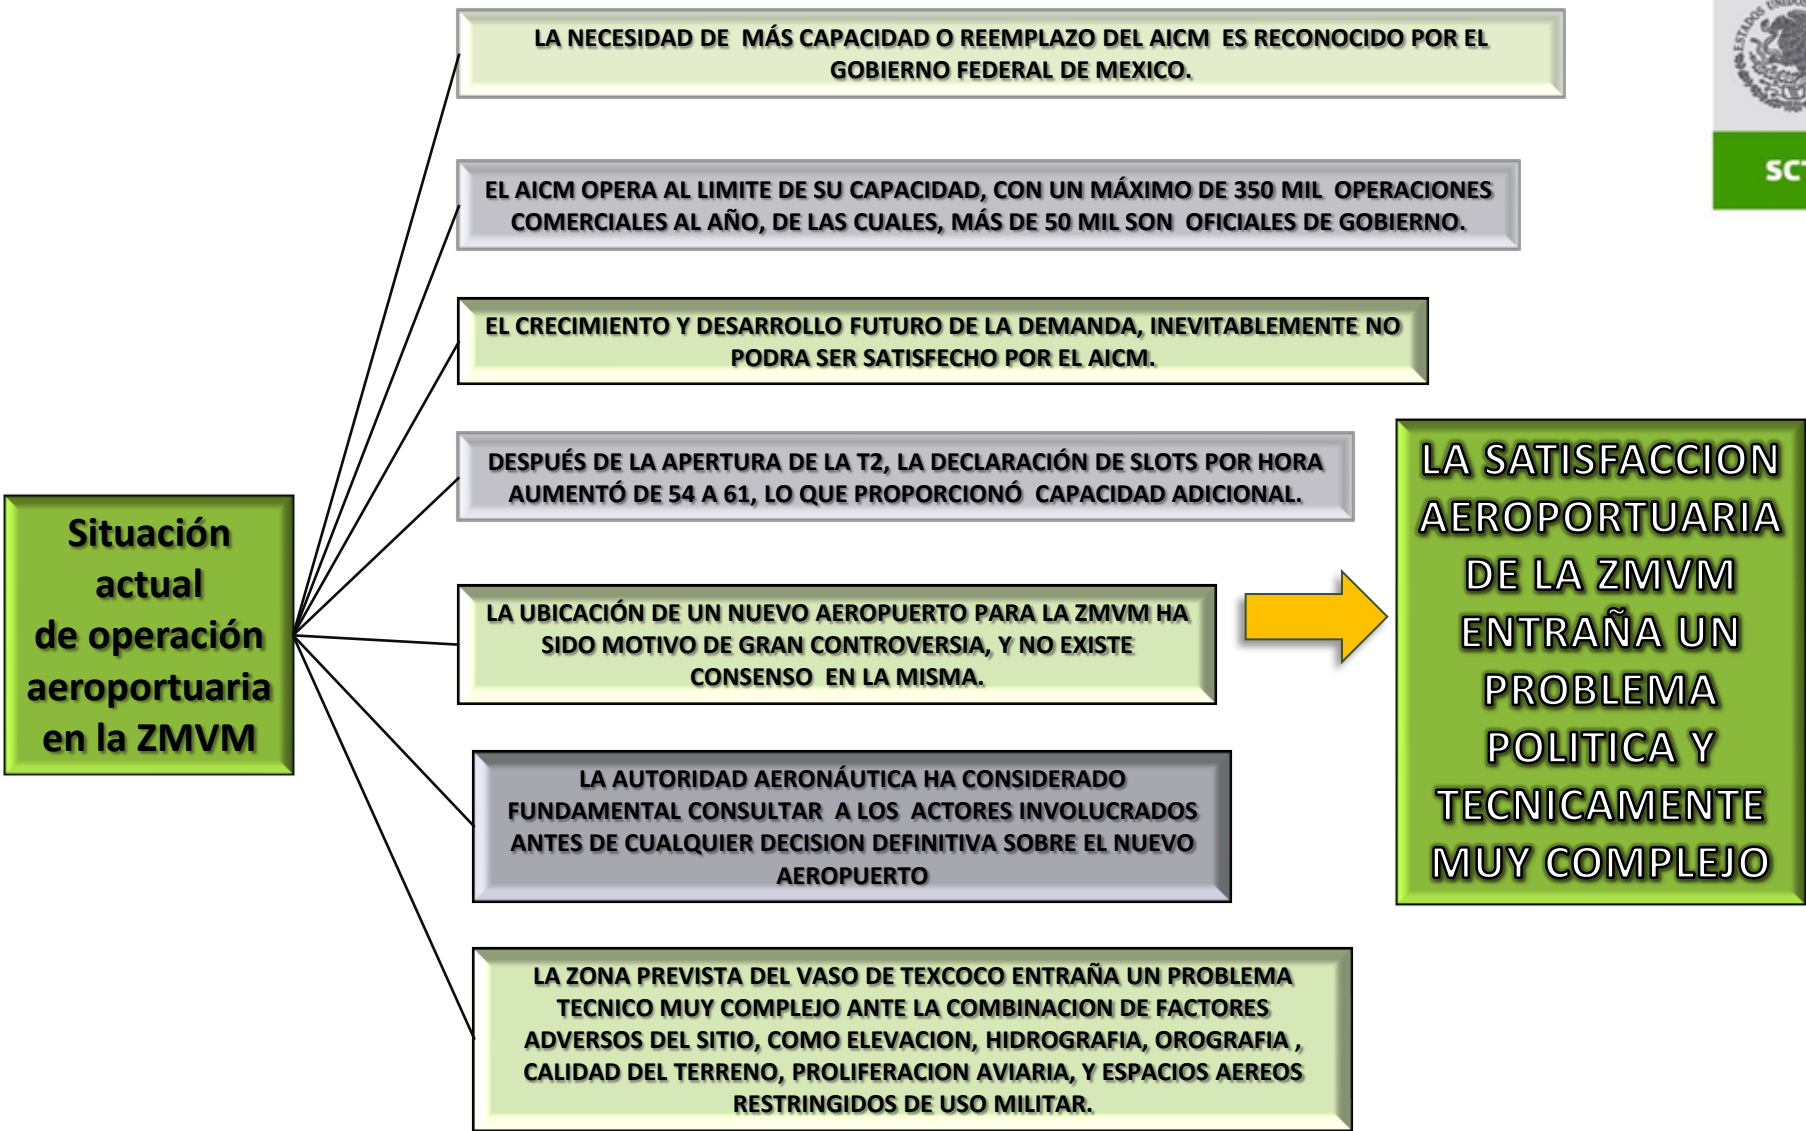 LA NECESIDAD DE MÁS CAPACIDAD O REEMPLAZO DEL AICM ES RECONOCIDO POR EL
GOBIERNO FEDERAL DE MEXICO.
ESTADOS UNIDOS
SCT
EL AICM OPERA AL LIMITE DE SU CAPACIDAD, CON UN MÁXIMO DE 350 MIL OPERACIONES
COMERCIALES AL AÑO, DE LAS CUALES, MÁS DE 50 MIL SON OFICIALES DE GOBIERNO.
EL CRECIMIENTO Y DESARROLLO FUTURO DE LA DEMANDA, INEVITABLEMENTE NO
PODRA SER SATISFECHO POR EL AICM.
DESPUÉS DE LA APERTURA DE LA T2, LA DECLARACIÓN DE SLOTS POR HORA
AUMENTÓ DE 54 A 61, LO QUE PROPORCIONÓ CAPACIDAD ADICIONAL.
Situación
actual
de operación
aeroportuaria
en la ZMVM
LA UBICACIÓN DE UN NUEVO AEROPUERTO PARA LA ZMVM HA
SIDO MOTIVO DE GRAN CONTROVERSIA, Y NO EXISTE
CONSENSO EN LA MISMA.
LA AUTORIDAD AERONÁUTICA HA CONSIDERADO
FUNDAMENTAL CONSULTAR A LOS ACTORES INVOLUCRADOS
ANTES DE CUALQUIER DECISION DEFINITIVA SOBRE EL NUEVO
AEROPUERTO
LA ZONA PREVISTA DEL VASO DE TEXCOCO ENTRAÑA UN PROBLEMA
TECNICO MUY COMPLEJO ANTE LA COMBINACION DE FACTORES
ADVERSOS DEL SITIO, COMO ELEVACION, HIDROGRAFIA, OROGRAFIA ,
CALIDAD DEL TERRENO, PROLIFERACION AVIARIA, Y ESPACIOS AEREOS
RESTRINGIDOS DE USO MILITAR.
LA SATISFACCION
AEROPORTUARIA
DE LA ZMVM
ENTRAÑA UN
PROBLEMA
POLITICA Y
TECNICAMENTE
MUY COMPLEJO